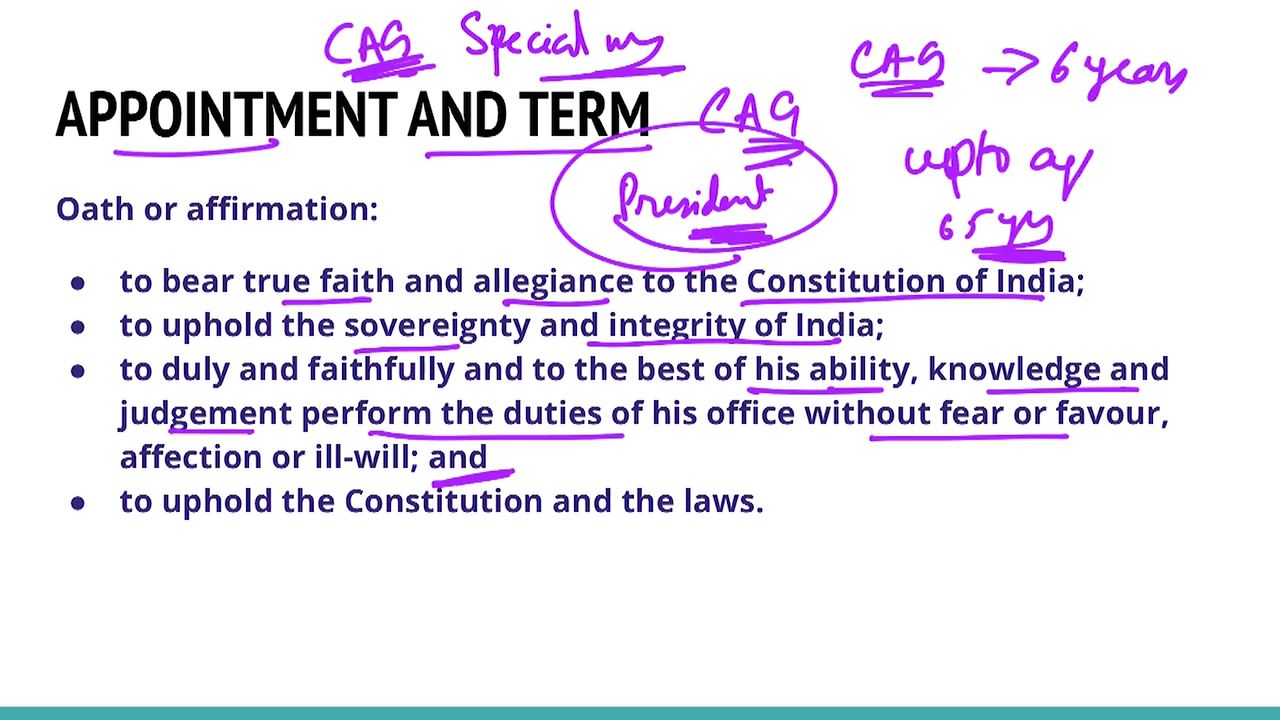 CAG Special
CAG → 6 years
APPOINTMENT AND TERM
CAG
upto ag
President
65 yrs
Oath or affirmation:
● to bear true faith and allegiance to the Constitution of India;
● to uphold the sovereignty and integrity of India;
● to duly and faithfully and to the best of his ability, knowledge and
judgement perform the duties of his office without fear or favour,
affection or ill-will; and
● to uphold the Constitution and the laws.